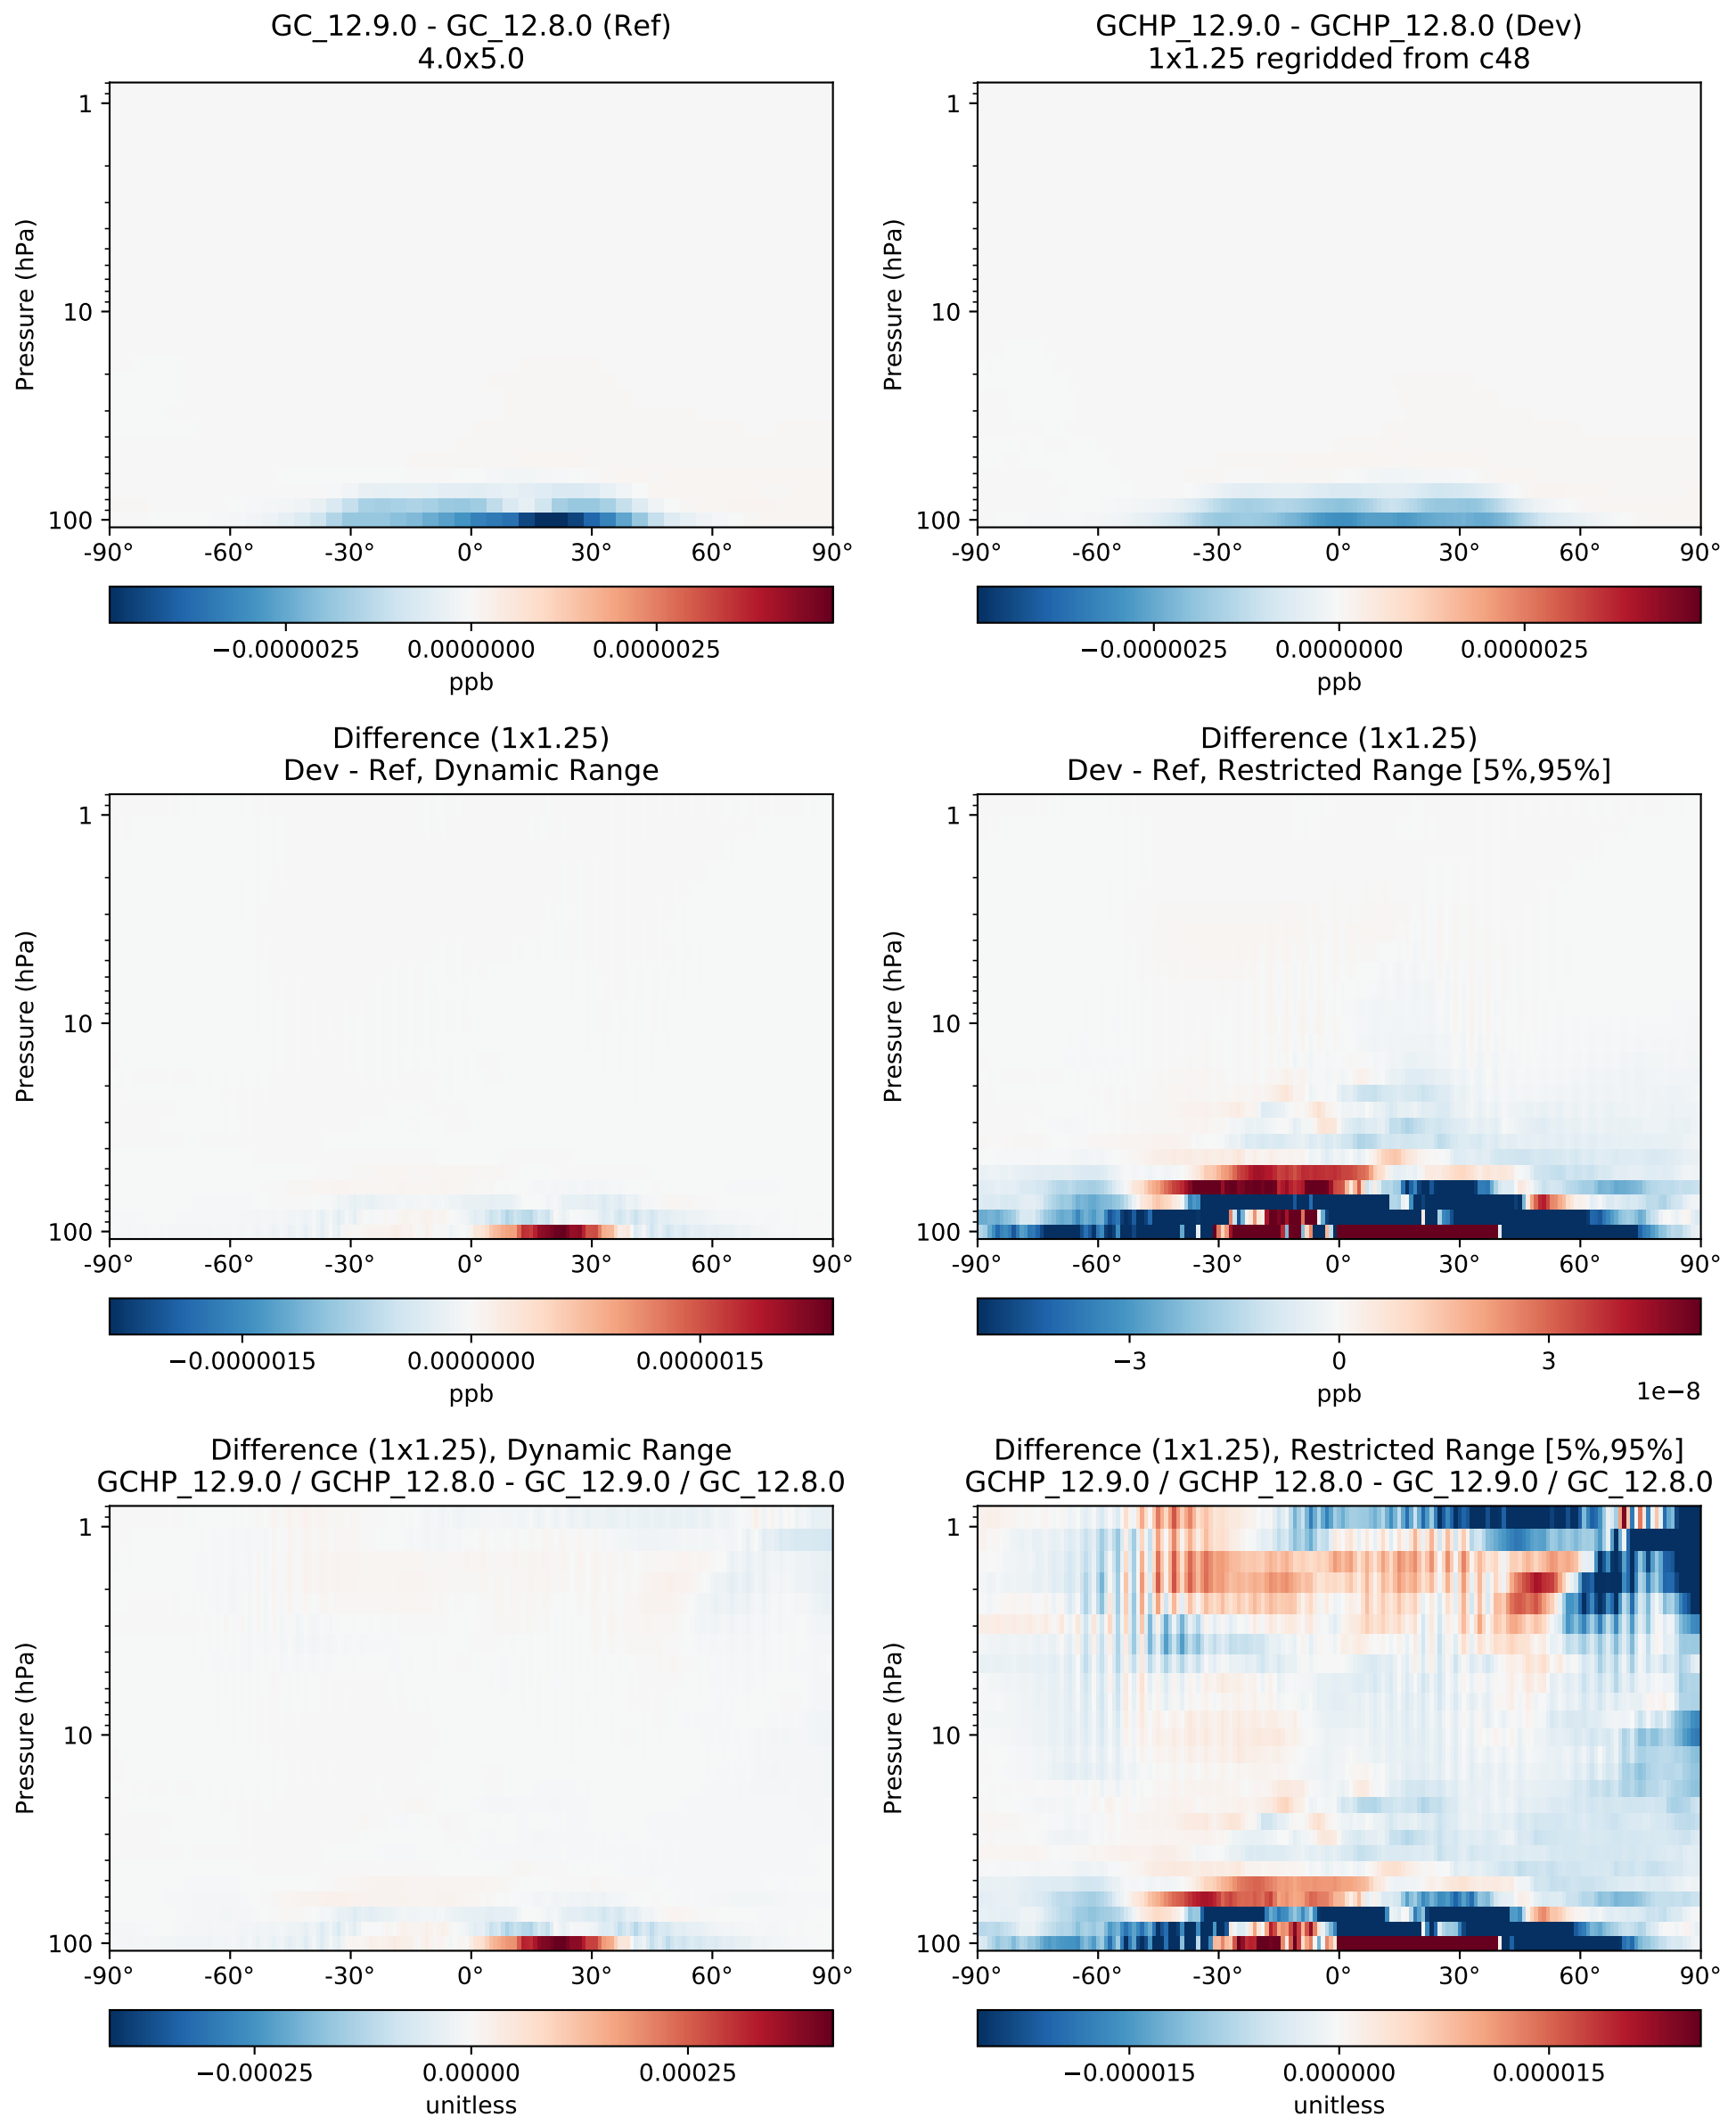 GC_12.9.0 - GC_12.8.0 (Ref)
4.0x5.0
Pressure (hPa)
1
10
100
-90° -60° -30° 0° 30° 60° 90°
−0.0000025 0.0000000 0.0000025
ppb
GCHP_12.9.0 - GCHP_12.8.0 (Dev)
1x1.25 regridded from c48
Pressure (hPa)
1
10
100
-90° -60° -30° 0° 30° 60° 90°
−0.0000025 0.0000000 0.0000025
ppb
Difference (1x1.25)
Dev - Ref, Dynamic Range
Pressure (hPa)
1
10
100
-90° -60° -30° 0° 30° 60° 90°
−0.0000015 0.0000000 0.0000015
ppb
Difference (1x1.25)
Dev - Ref, Restricted Range [5%,95%]
Pressure (hPa)
1
10
100
-90° -60° -30° 0° 30° 60° 90°
−3 0 3
ppb
1e−8
Difference (1x1.25), Dynamic Range
GCHP_12.9.0 / GCHP_12.8.0 - GC_12.9.0 / GC_12.8.0
Pressure (hPa)
1
10
100
-90° -60° -30° 0° 30° 60° 90°
−0.00025 0.00000 0.00025
unitless
Difference (1x1.25), Restricted Range [5%,95%]
GCHP_12.9.0 / GCHP_12.8.0 - GC_12.9.0 / GC_12.8.0
Pressure (hPa)
1
10
100
-90° -60° -30° 0° 30° 60° 90°
−0.000015 0.000000 0.000015
unitless